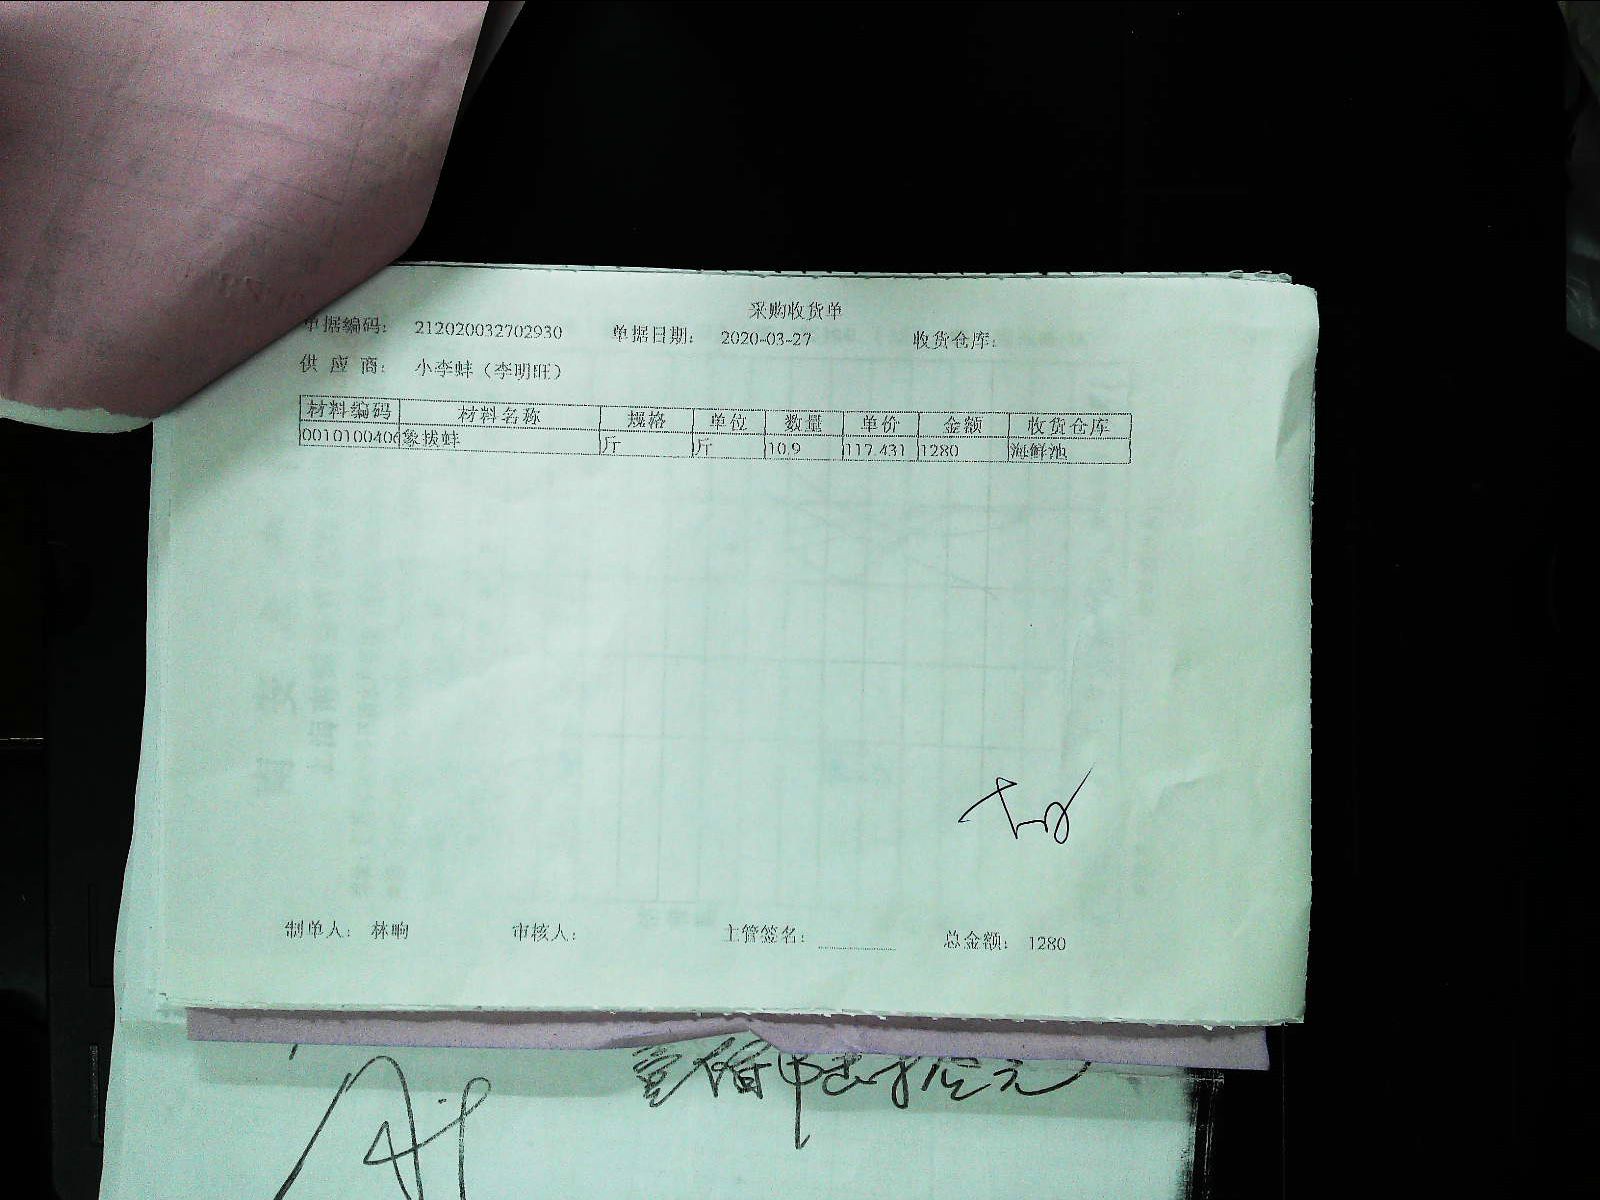 采购收货单
单据编码： 212020032702930 单据日期： 2020-03-27 收货仓库：
供 应 商： 小李蚌（李明旺）
材料编码 材料名称 规格 单位 数量 单价 金额 收货仓库
0010100406 象拔蚌 斤 斤 10.9 117.431 1280 海鲜池
制单人： 林晌 审核人： 主管签名： 总金额： 1280